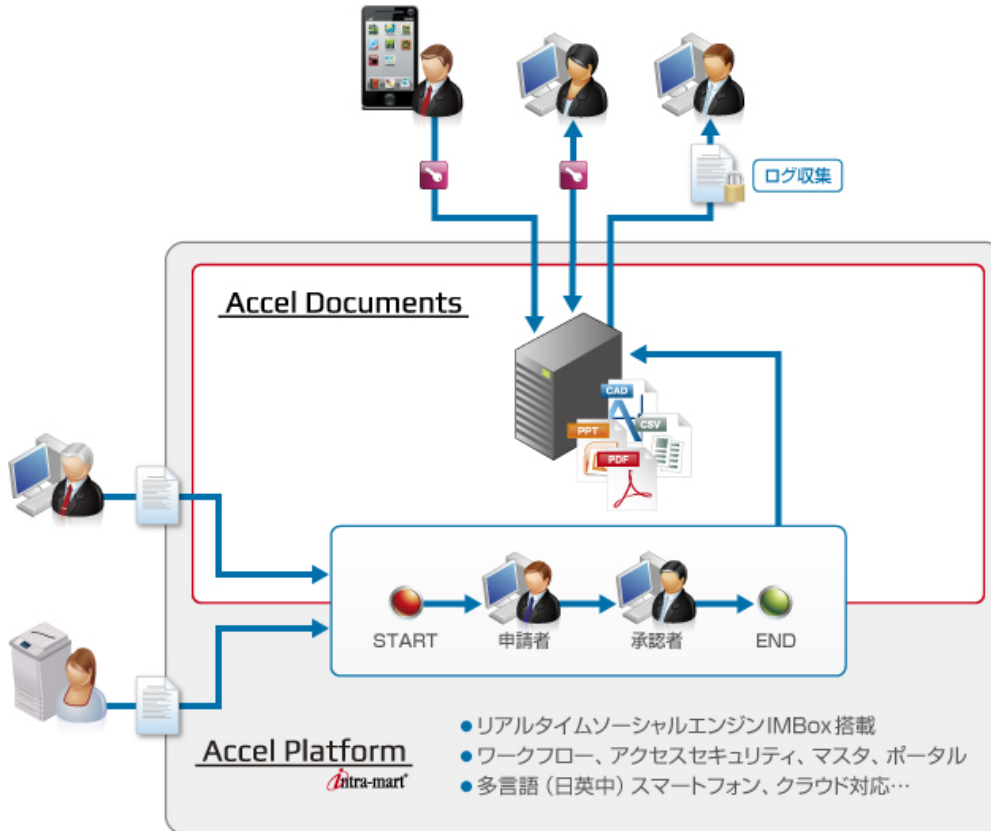 ログ収集
Accel Documents
CAD
CSV
PPT
PDF
START
申請者
承認者
END
Accel Platform
intra-mart®
●リアルタイムソーシャルエンジンIMBox搭載
●ワークフロー、アクセスセキュリティ、マスタ、ポータル
●多言語（日英中）スマートフォン、クラウド対応…